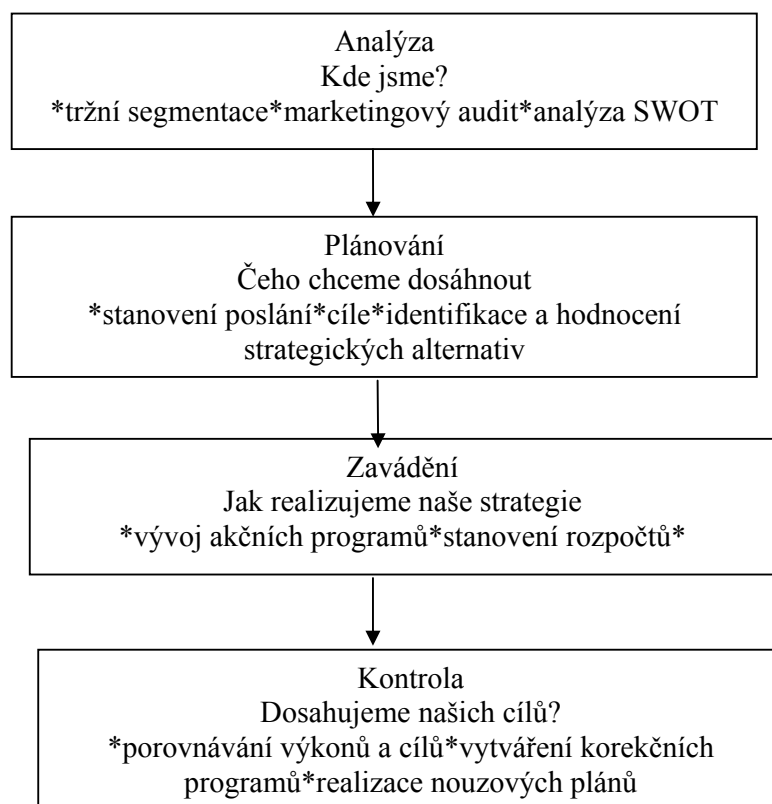 Analýza
Kde jsme?
*tržní segmentace*marketingový audit*analýza SWOT
Plánování
Čeho chceme dosáhnout
*stanovení poslání*cíle*identifikace a hodnocení
strategických alternativ
Zavádění
Jak realizujeme naše strategie
*vývoj akčních programů*stanovení rozpočtů*
Kontrola
Dosahujeme našich cílů?
*porovnávání výkonů a cílů*vytváření korekčních
programů*realizace nouzových plánů